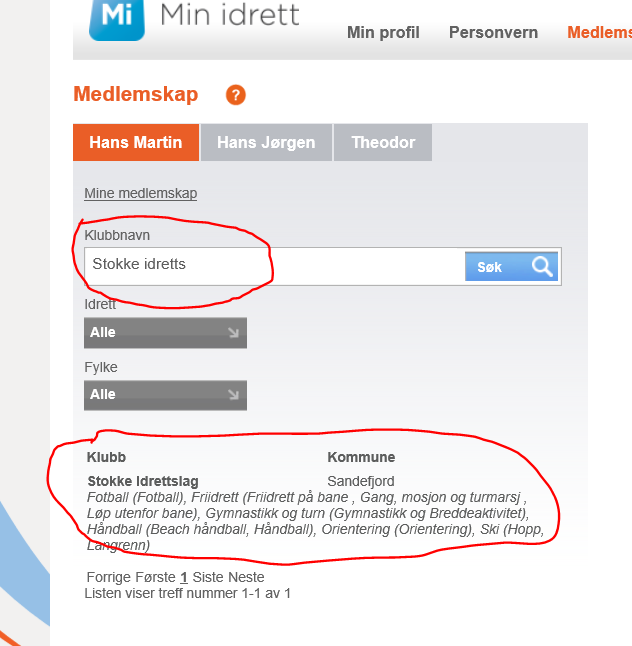 Mi Min idrett
Min profil Personvern Medlems
Medlemskap ?
Hans Martin Hans Jørgen Theodor
Mine medlemskap
Klubbnavn
Stokke idretts
Søk
Idrett
Alle
Fylke
Alle
Klubb Kommune
Stokke Idrettslag Sandefjord
Fotball (Fotball), Friidrett (Friidrett på bane , Gang, mosjon og turmarsj ,
Løp utenfor bane), Gymnastikk og turn (Gymnastikk og Breddeaktivitet),
Håndball (Beach håndball, Håndball), Orientering (Orientering), Ski (Hopp,
Langrenn)
Forrige Første 1 Siste Neste
Listen viser treff nummer 1-1 av 1